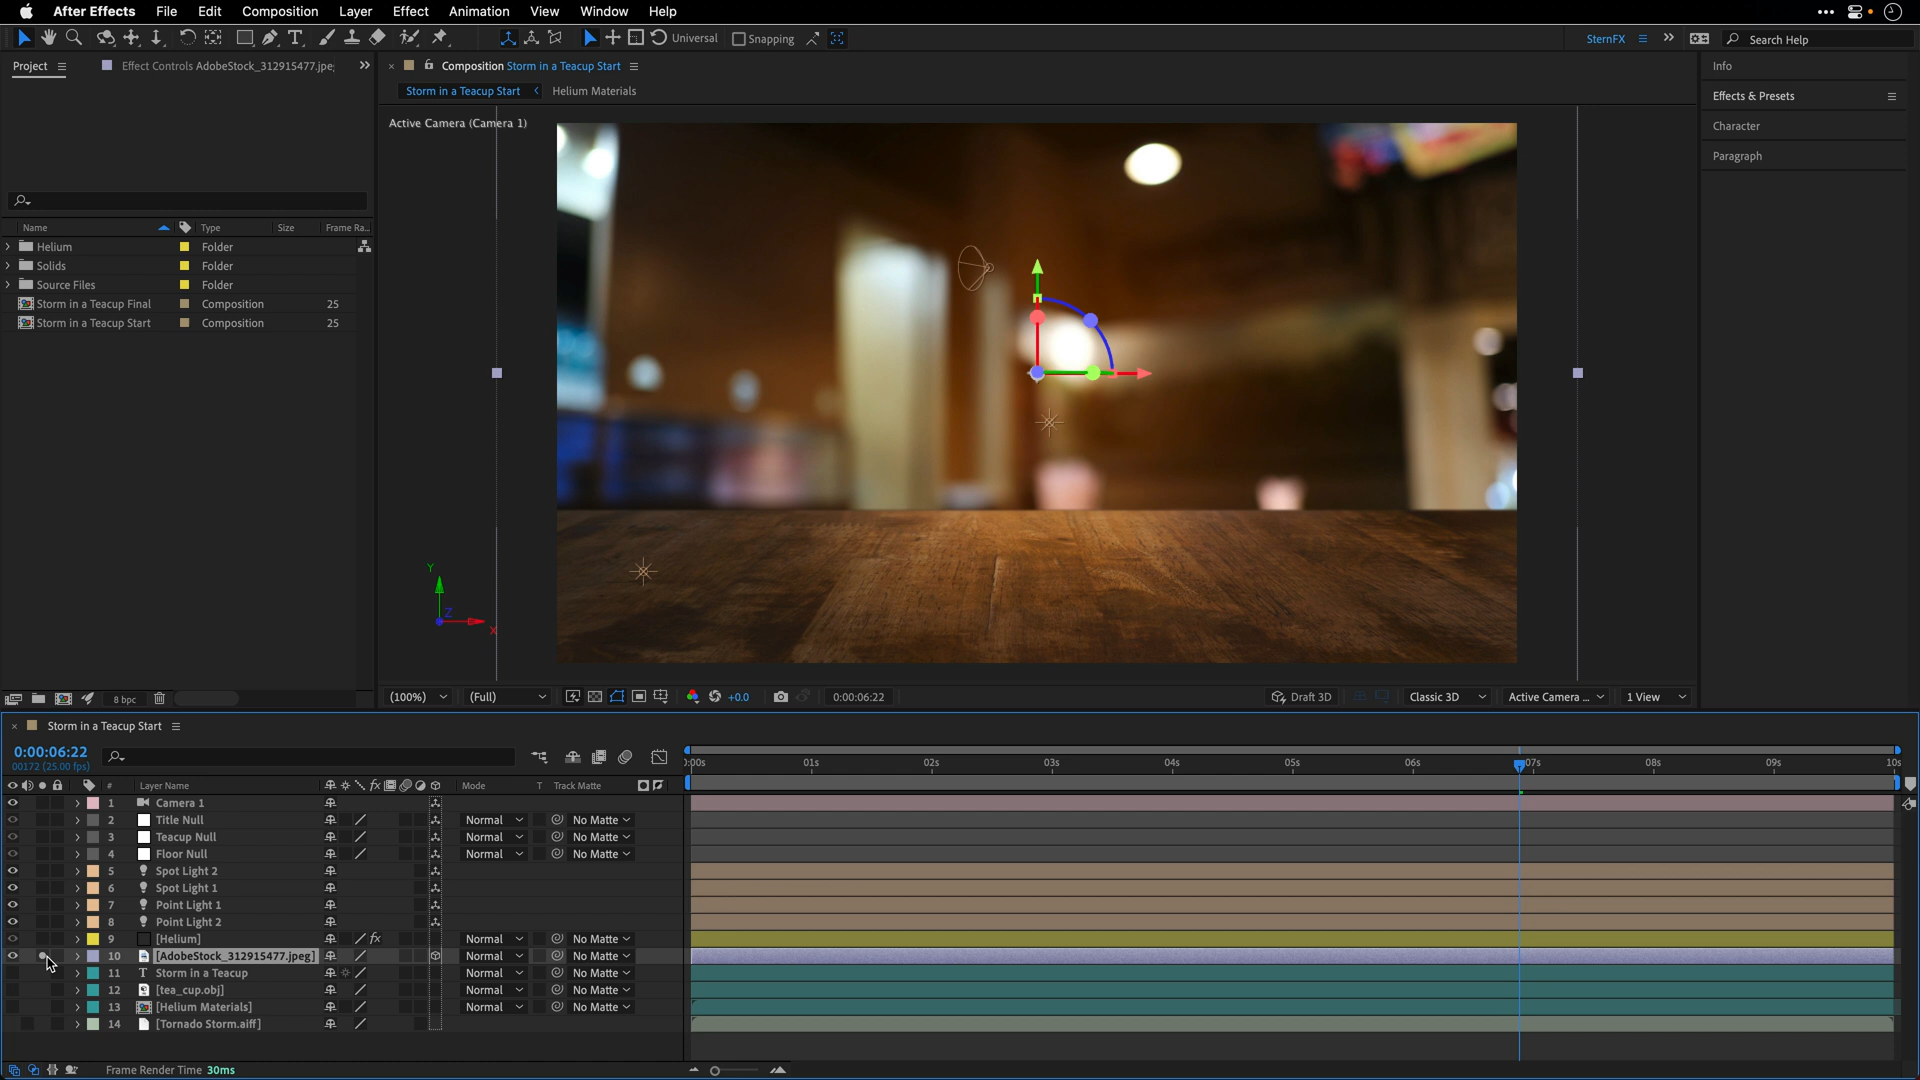 After Effects File Edit Composition Layer Effect Animation View Window Help
Universal Snapping SternFX Search Help
Project Effect Controls AdobeStock_312915477.jpe
Composition Storm in a Teacup Start
Storm in a Teacup Start Helium Materials
Active Camera (Camera 1)
Info
Effects & Presets
Character
Paragraph
Name Type Size Frame Ra...
Helium Folder
Solids Folder
Source Files Folder
Storm in a Teacup Final Composition 25
Storm in a Teacup Start Composition 25
Y
Z
X
8 bpc
(100%) (Full) +0.0 0:00:06:22 Draft 3D Classic 3D Active Camera ... 1 View
Storm in a Teacup Start
0:00:06:22
00172 (25.00 fps)
:00s 01s 02s 03s 04s 05s 06s 07s 08s 09s 10s
# Layer Name fx Mode T Track Matte
1 Camera 1
2 Title Null Normal No Matte
3 Teacup Null Normal No Matte
4 Floor Null Normal No Matte
5 Spot Light 2
6 Spot Light 1
7 Point Light 1
8 Point Light 2
9 [Helium] fx Normal No Matte
10 [AdobeStock_312915477.jpeg] Normal No Matte
11 T Storm in a Teacup Normal No Matte
12 [tea_cup.obj] Normal No Matte
13 [Helium Materials] Normal No Matte
14 [Tornado Storm.aiff]
Frame Render Time 30ms